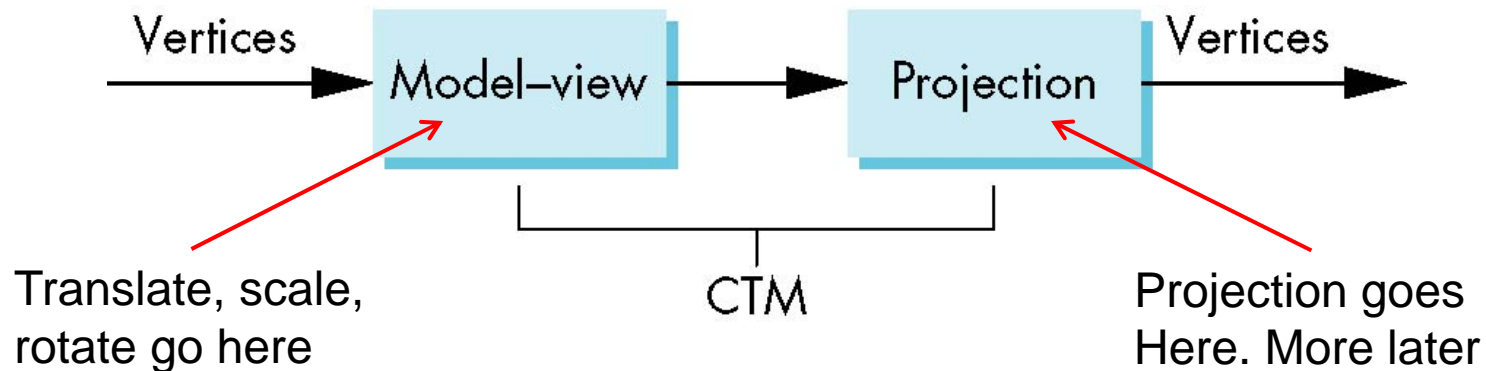 Vertices
Vertices
Model–view
Projection
CTM
Translate, scale,
rotate go here
Projection goes
Here. More later